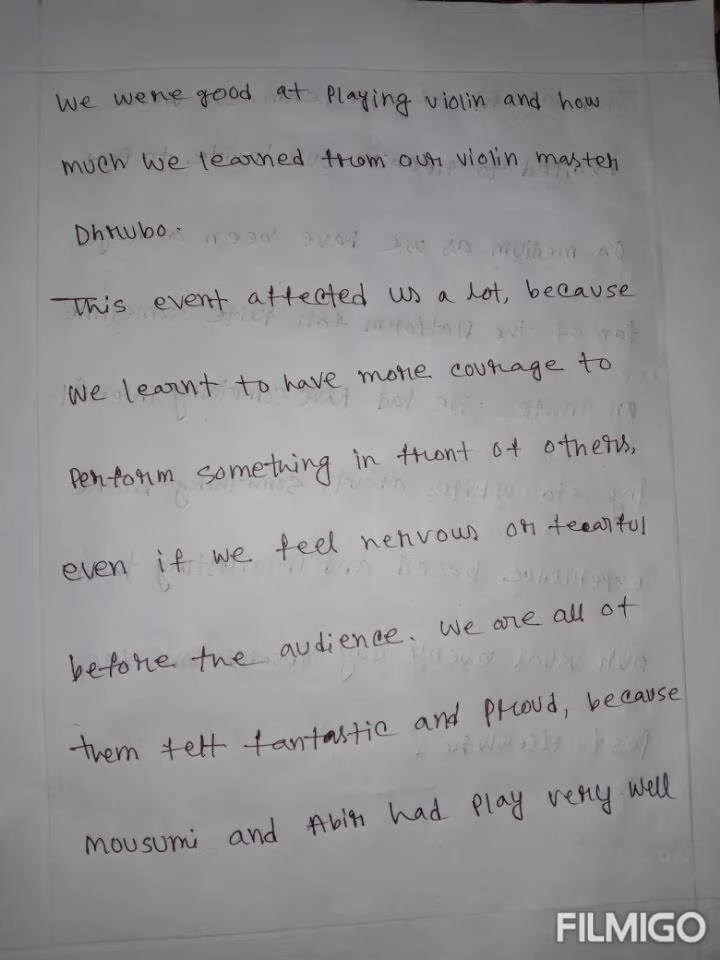 We were good at Playing violin and how
much we learned from our violin master
Dhrubo.
This event affected us a lot, because
we learnt to have more courage to
Perform something in front of others,
even if we feel nervous or fearful
before the audience. We are all of
them felt fantastic and proud, because
Mousumi and Abir had play very well
FILMIGO